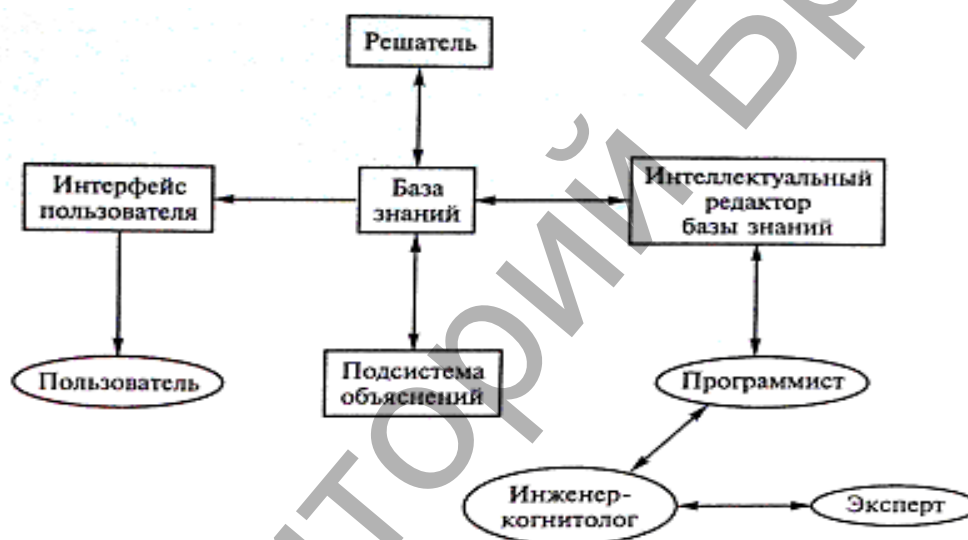 Решатель
Интерфейс
пользователя
База
знаний
Интеллектуальный
редактор
базы знаний
Пользователь
Подсистема
объяснений
Программист
Инженер-
когнитолог
Эксперт